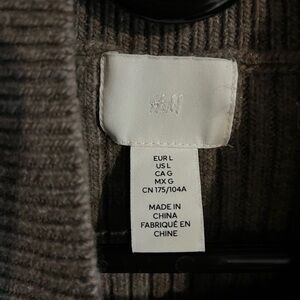 H&M
EUR L
US L
CA G
MX G
CN 175/104A
MADE IN
CHINA
FABRIQUÉ EN
CHINE